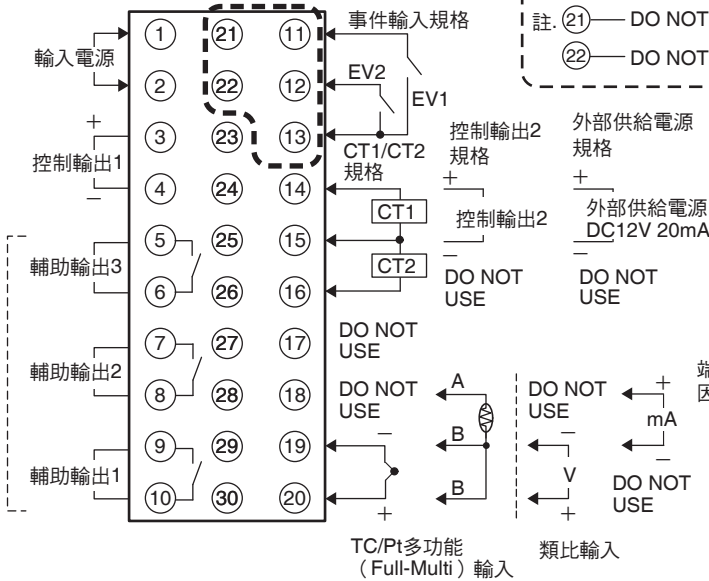 輸入電源
+
控制輸出1
−
輔助輸出3
輔助輸出2
輔助輸出1
1
2
3
4
5
6
7
8
9
10
21
22
23
24
25
26
27
28
29
30
11
12
13
14
15
16
17
18
19
20
事件輸入規格
EV2
EV1
CT1/CT2
規格
CT1
CT2
控制輸出2
規格
+
控制輸出2
−
DO NOT
USE
外部供給電源
規格
+
外部供給電源
DC12V 20mA
−
DO NOT
USE
註. 21 DO NOT
22 DO NOT
DO NOT
USE
DO NOT
USE
−
+
A
B
B
TC/Pt多功能
（Full-Multi）輸入
DO NOT
USE
−
V
+
+
mA
−
DO NOT
USE
類比輸入
端
因